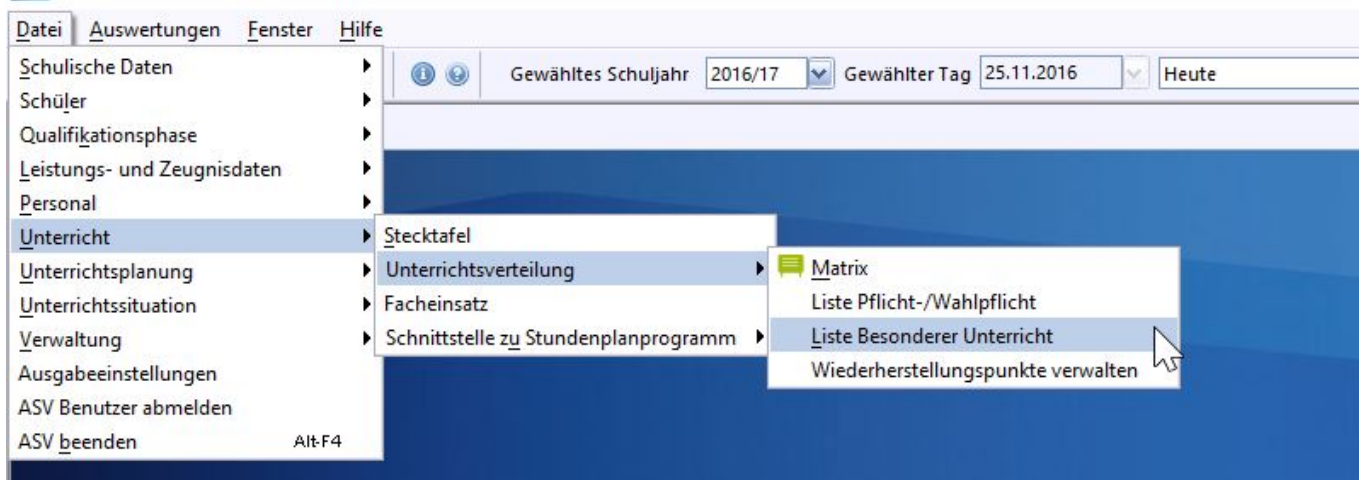 Datei Auswertungen Fenster Hilfe
Gewähltes Schuljahr 2016/17 Gewählter Tag 25.11.2016 Heute
Schulische Daten
Schüler
Qualifikationsphase
Leistungs- und Zeugnisdaten
Personal
Unterricht
Unterrichtsplanung
Unterrichtssituation
Verwaltung
Ausgabeeinstellungen
ASV Benutzer abmelden
ASV beenden Alt-F4
Stecktafel
Unterrichtsverteilung
Facheinsatz
Schnittstelle zu Stundenplanprogramm
Matrix
Liste Pflicht-/Wahlpflicht
Liste Besonderer Unterricht
Wiederherstellungspunkte verwalten